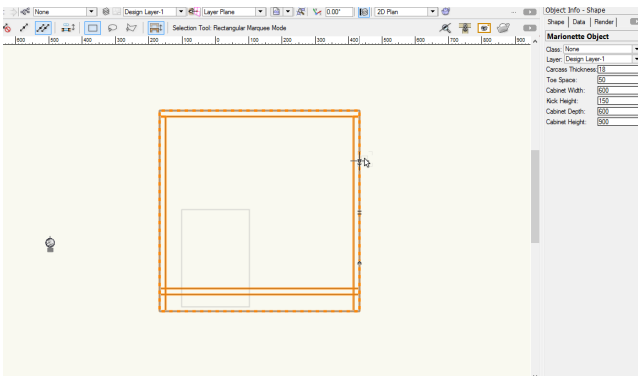 None Design Layer-1 Layer Plane 0.00° 2D Plan ...
Selection Tool: Rectangular Marquee Mode
600 500 400 300 200 100 0 100 200 300 400 500 600 700 800 900
Object Info - Shape
Shape Data Render
Marionette Object
Class: None
Layer: Design Layer-1
Carcass Thickness: 18
Toe Space: 50
Cabinet Width: 600
Kick Height: 150
Cabinet Depth: 600
Cabinet Height: 900